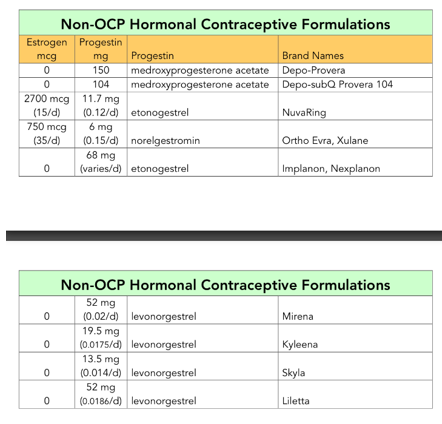 Non-OCP Hormonal Contraceptive Formulations
Estrogen mcg Progestin mg Progestin Brand Names
0 150 medroxyprogesterone acetate Depo-Provera
0 104 medroxyprogesterone acetate Depo-subQ Provera 104
2700 mcg (15/d) 11.7 mg (0.12/d) etonogestrel NuvaRing
750 mcg (35/d) 6 mg (0.15/d) norelgestromin Ortho Evra, Xulane
0 68 mg (varies/d) etonogestrel Implanon, Nexplanon
Non-OCP Hormonal Contraceptive Formulations
0 52 mg (0.02/d) levonorgestrel Mirena
0 19.5 mg (0.0175/d) levonorgestrel Kyleena
0 13.5 mg (0.014/d) levonorgestrel Skyla
0 52 mg (0.0186/d) levonorgestrel Liletta